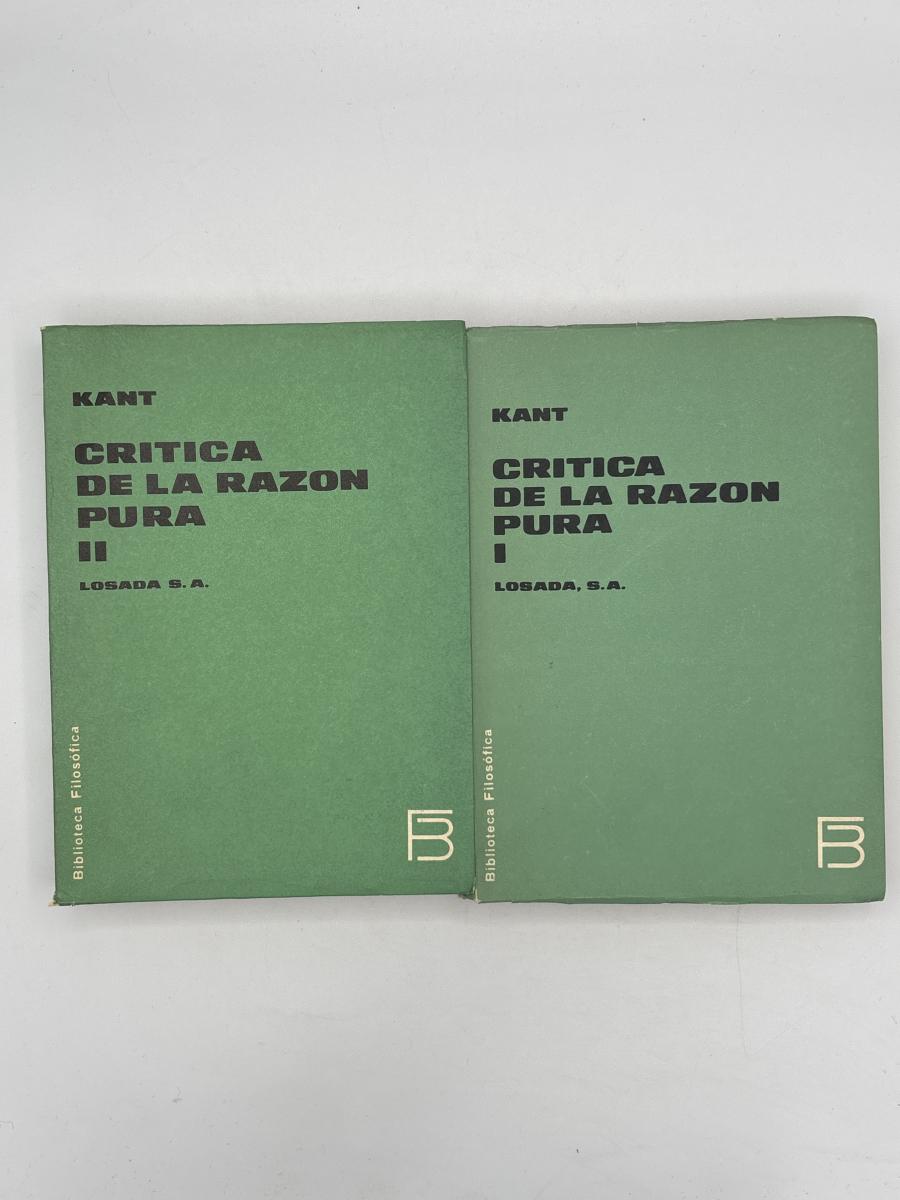 KANT
CRITICA
DE LA RAZON
PURA
II
LOSADA S.A.
Biblioteca Filosófica
KANT
CRITICA
DE LA RAZON
PURA
I
LOSADA, S.A.
Biblioteca Filosófica